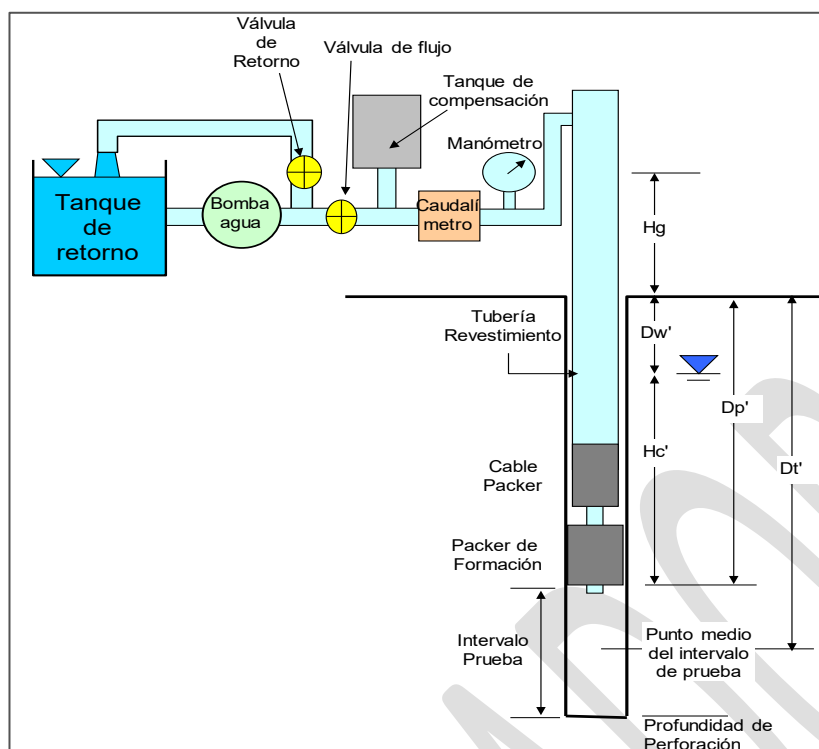 Válvula
de
Retorno
Válvula de flujo
Tanque de
compensación
Manómetro
Tanque
de
retorno
Bomba
agua
Caudalí
metro
Hg
Tubería
Revestimiento
Dw'
Dp'
Hc'
Dt'
Cable
Packer
Packer de
Formación
Intervalo
Prueba
Punto medio
del intervalo
de prueba
Profundidad de
Perforación